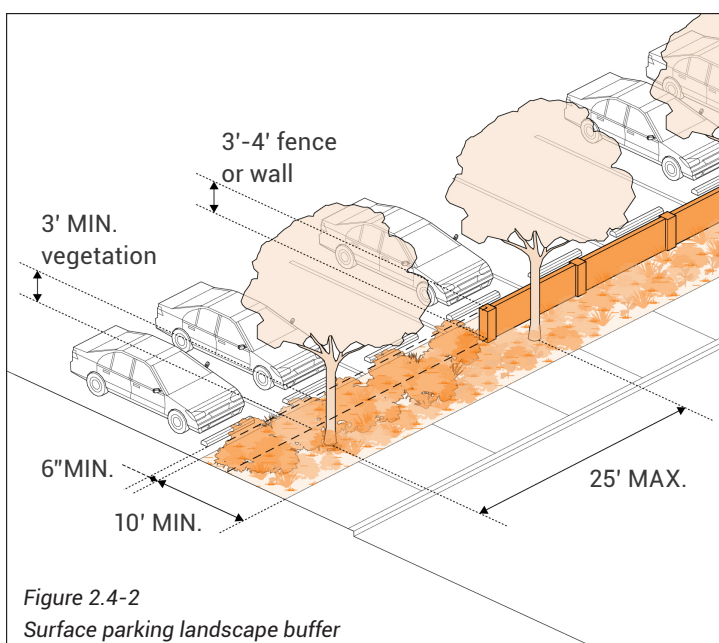 3'-4' fence
or wall
3' MIN.
vegetation
6"MIN.
10' MIN.
25' MAX.
Figure 2.4-2
Surface parking landscape buffer